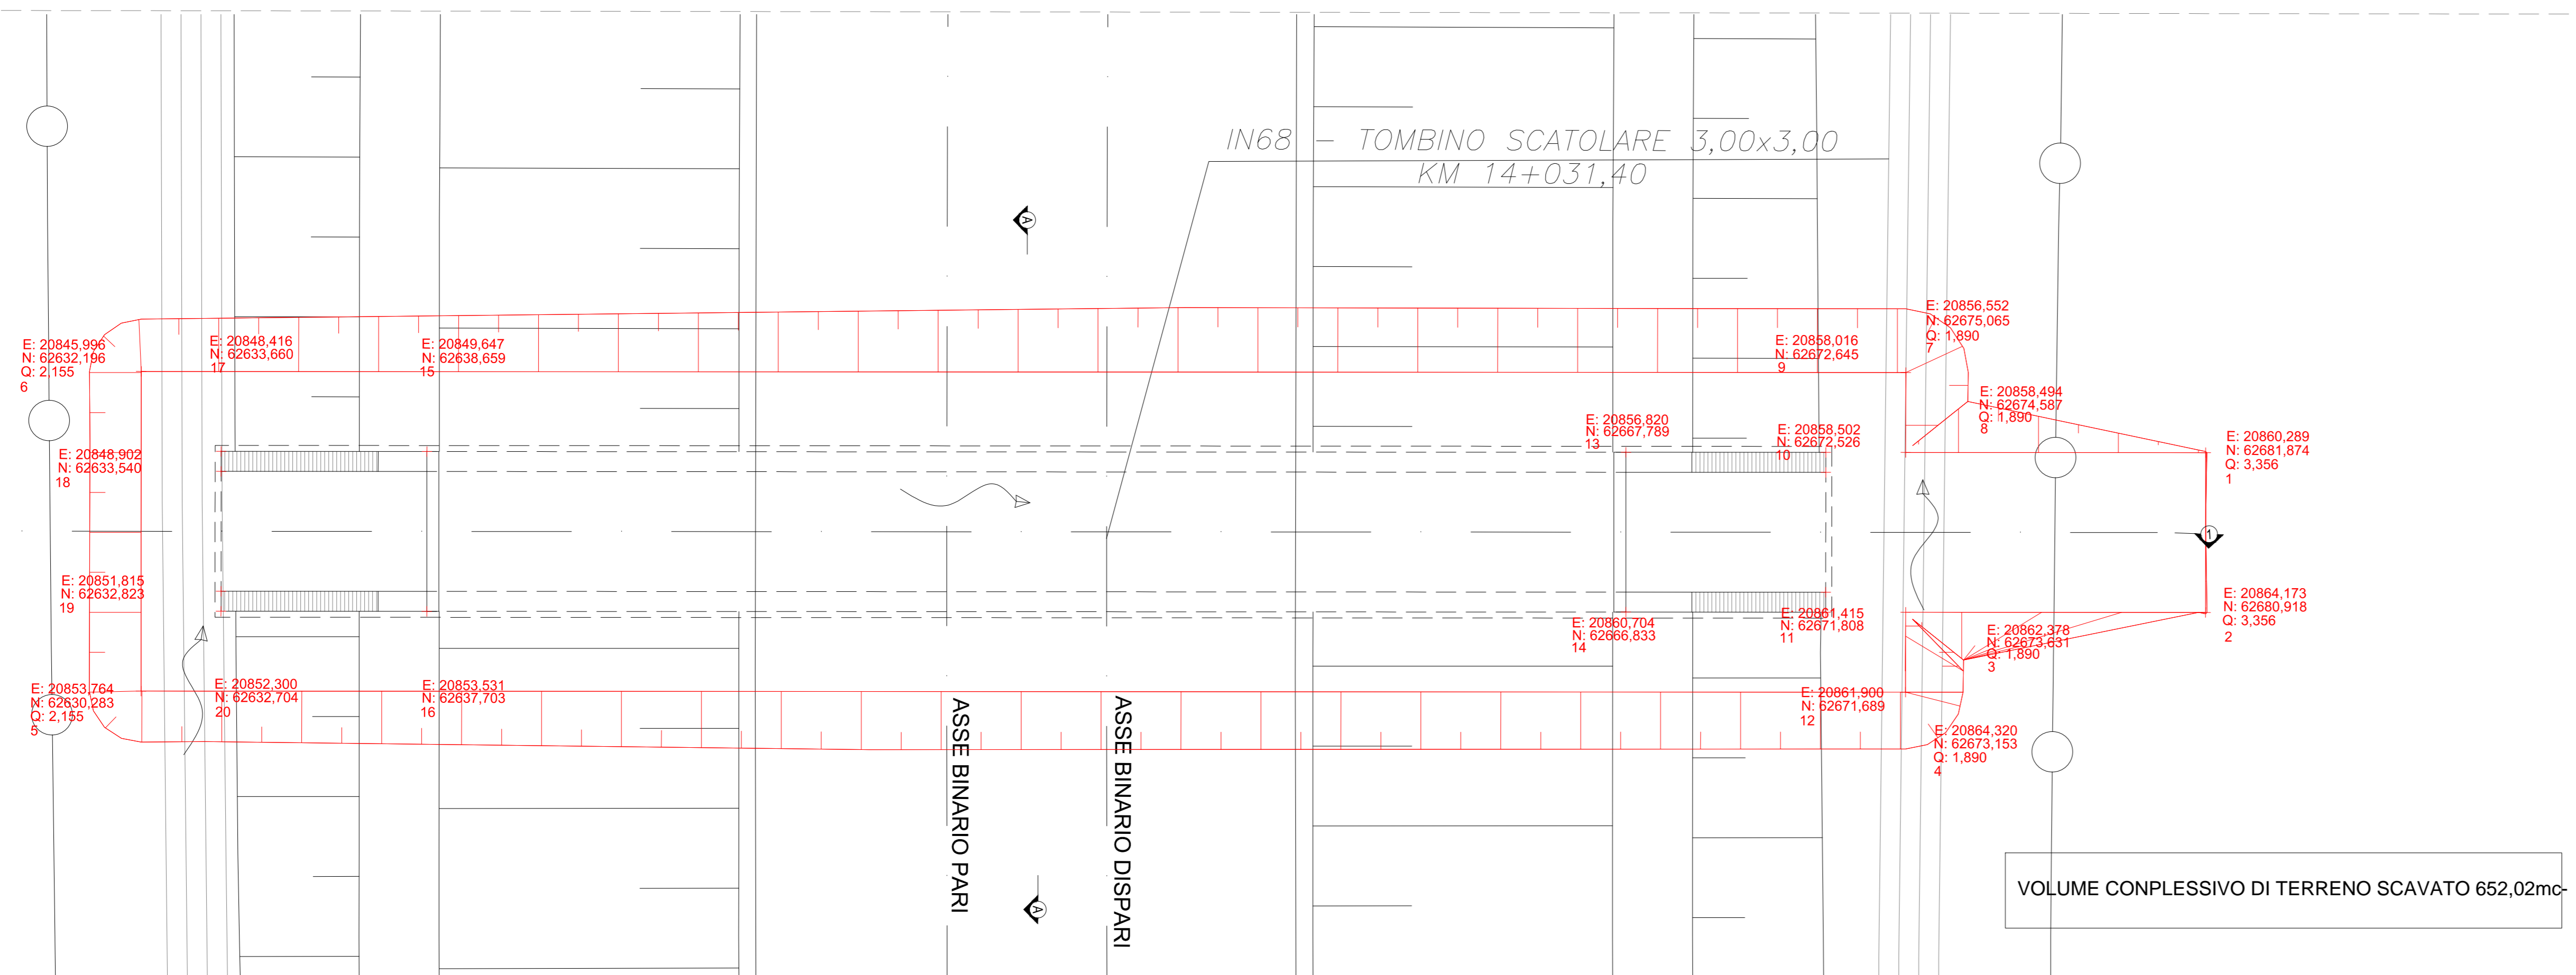 IN68 - TOMBINO SCATOLARE 3,00x3,00
KM 14+031,40
A
E: 20845,996
N: 62632,196
Q: 2,155
6
E: 20848,416
N: 62633,660
17
E: 20849,647
N: 62638,659
15
E: 20858,016
N: 62672,645
9
E: 20856,552
N: 62675,065
Q: 1,890
7
E: 20858,494
N: 62674,587
Q: 1,890
8
E: 20856,820
N: 62667,789
13
E: 20858,502
N: 62672,526
10
E: 20860,289
N: 62681,874
Q: 3,356
1
E: 20848,902
N: 62633,540
18
1
E: 20851,815
N: 62632,823
19
E: 20860,704
N: 62666,833
14
E: 20861,415
N: 62671,808
11
E: 20862,378
N: 62673,631
Q: 1,890
3
E: 20864,173
N: 62680,918
Q: 3,356
2
E: 20853,764
N: 62630,283
Q: 2,155
5
E: 20852,300
N: 62632,704
20
E: 20853,531
N: 62637,703
16
E: 20861,900
N: 62671,689
12
E: 20864,320
N: 62673,153
Q: 1,890
4
ASSE BINARIO PARI
ASSE BINARIO DISPARI
A
VOLUME CONPLESSIVO DI TERRENO SCAVATO 652,02mc-